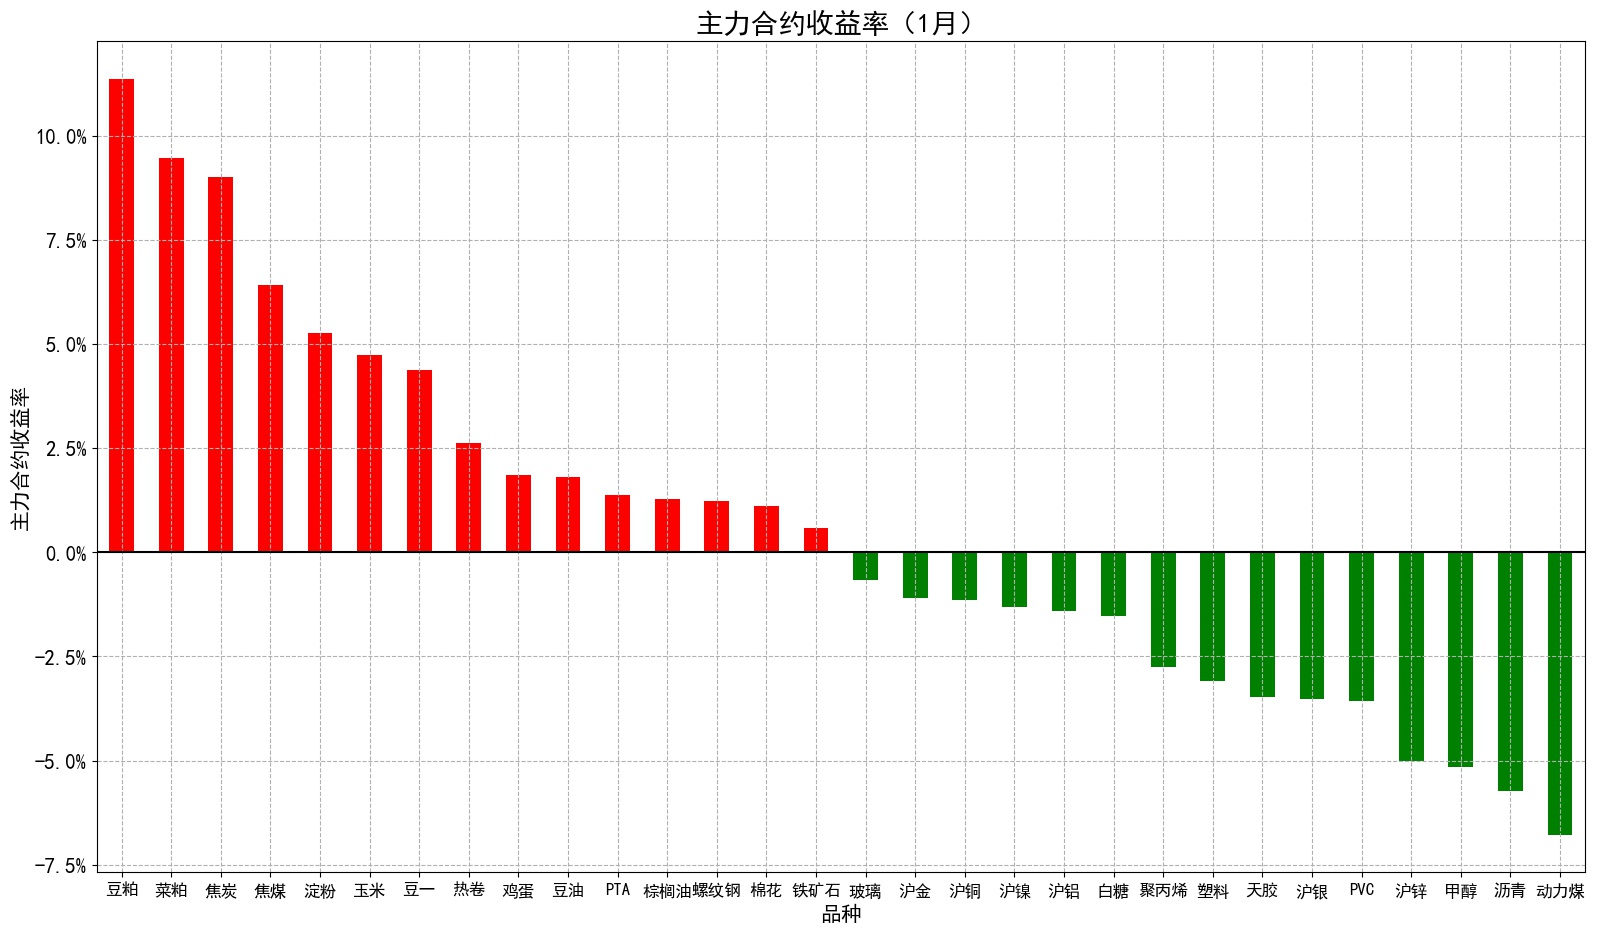 主力合约收益率（1月）
主力合约收益率
10.0%
7.5%
5.0%
2.5%
0.0%
−2.5%
−5.0%
−7.5%
豆粕 菜粕 焦炭 焦煤 淀粉 玉米 豆一 热卷 鸡蛋 豆油 PTA 棕榈油 螺纹钢 棉花 铁矿石 玻璃 沪金 沪铜 沪镍 沪铝 白糖 聚丙烯 塑料 天胶 沪银 PVC 沪锌 甲醇 沥青 动力煤
品种